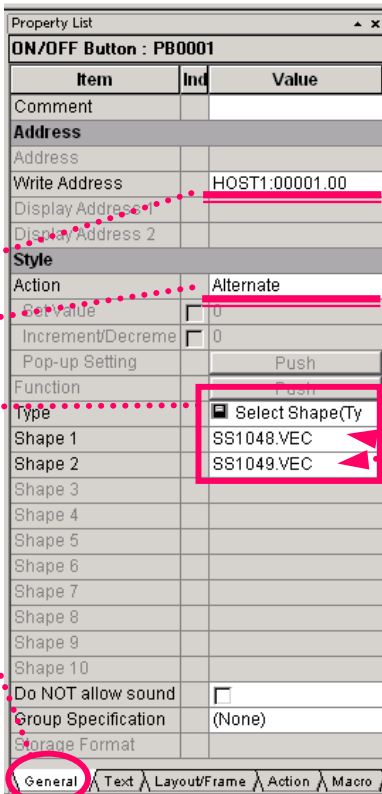 Property List
ON/OFF Button : PB0001
Item Ind Value
Comment
Address
Address
Write Address HOST1:00001.00
Display Address 1
Display Address 2
Style
Action Alternate
Set Value 0
Increment/Decreme 0
Pop-up Setting Push
Function Push
Type Select Shape(Ty
Shape 1 SS1048.VEC
Shape 2 SS1049.VEC
Shape 3
Shape 4
Shape 5
Shape 6
Shape 7
Shape 8
Shape 9
Shape 10
Do NOT allow sound
Group Specification (None)
Storage Format
General Text Layout/Frame Action Macro